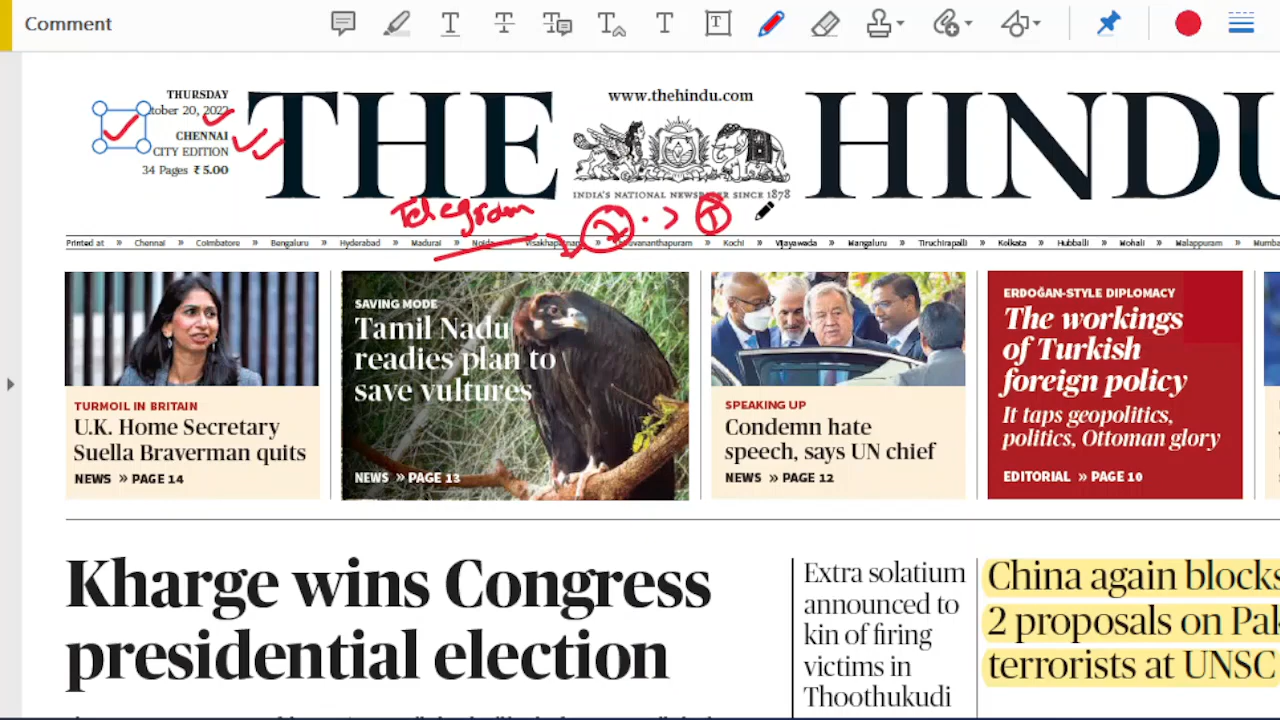 Comment
THURSDAY
tober 20, 2022
CHENNAI
CITY EDITION
34 Pages ₹ 5.00
THE HINDU
www.thehindu.com
INDIA'S NATIONAL NEWSPAPER SINCE 1878
Telegram
Printed at » Chennai » Coimbatore » Bengaluru » Hyderabad » Madurai » Noida » Visakhapatnam » Thiruvananthapuram » Kochi » Vijayawada » Mangaluru » Tiruchirapalli » Kolkata » Hubballi » Mohali » Malappuram » Mumba
TURMOIL IN BRITAIN
U.K. Home Secretary
Suella Braverman quits
NEWS » PAGE 14
SAVING MODE
Tamil Nadu
readies plan to
save vultures
NEWS » PAGE 13
SPEAKING UP
Condemn hate
speech, says UN chief
NEWS » PAGE 12
ERDOĞAN-STYLE DIPLOMACY
The workings
of Turkish
foreign policy
It taps geopolitics,
politics, Ottoman glory
EDITORIAL » PAGE 10
Kharge wins Congress
presidential election
Extra solatium
announced to
kin of firing
victims in
Thoothukudi
China again blocks
2 proposals on Pak
terrorists at UNSC